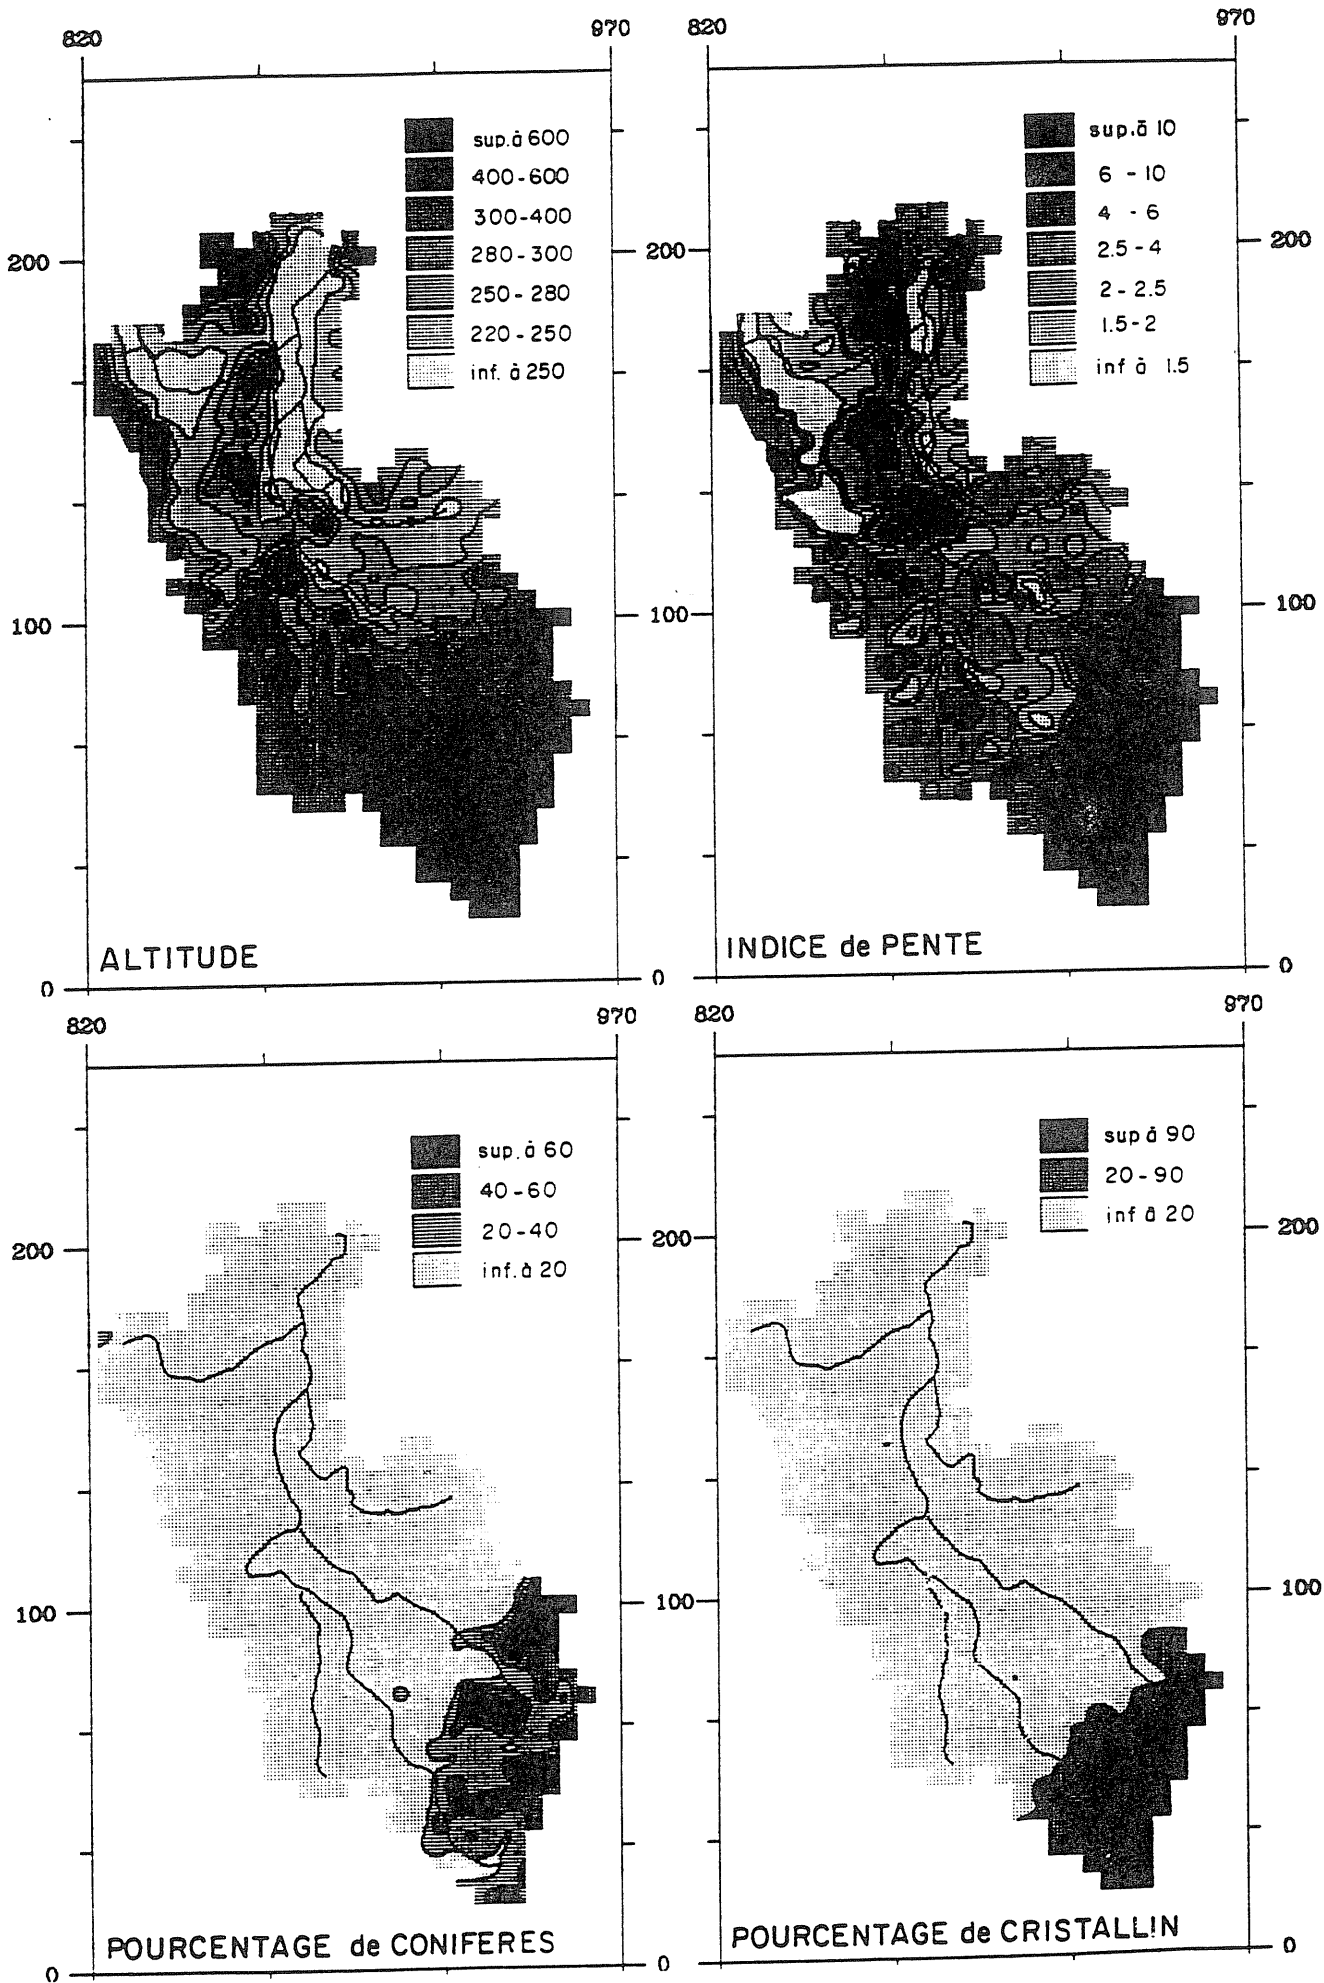 820
970
sup.à 600
400-600
300-400
280-300
250-280
220-250
inf. à 250
200
100
0
ALTITUDE
820
970
sup.à 10
6 - 10
4 - 6
2.5-4
2 - 2.5
1.5-2
inf à 1.5
200
200
100
100
0
INDICE de PENTE
0
820
970
sup. à 60
40-60
20-40
inf. à 20
200
100
0
POURCENTAGE de CONIFERES
0
820
970
sup à 90
20-90
inf à 20
200
200
100
100
POURCENTAGE de CRISTALLIN
0